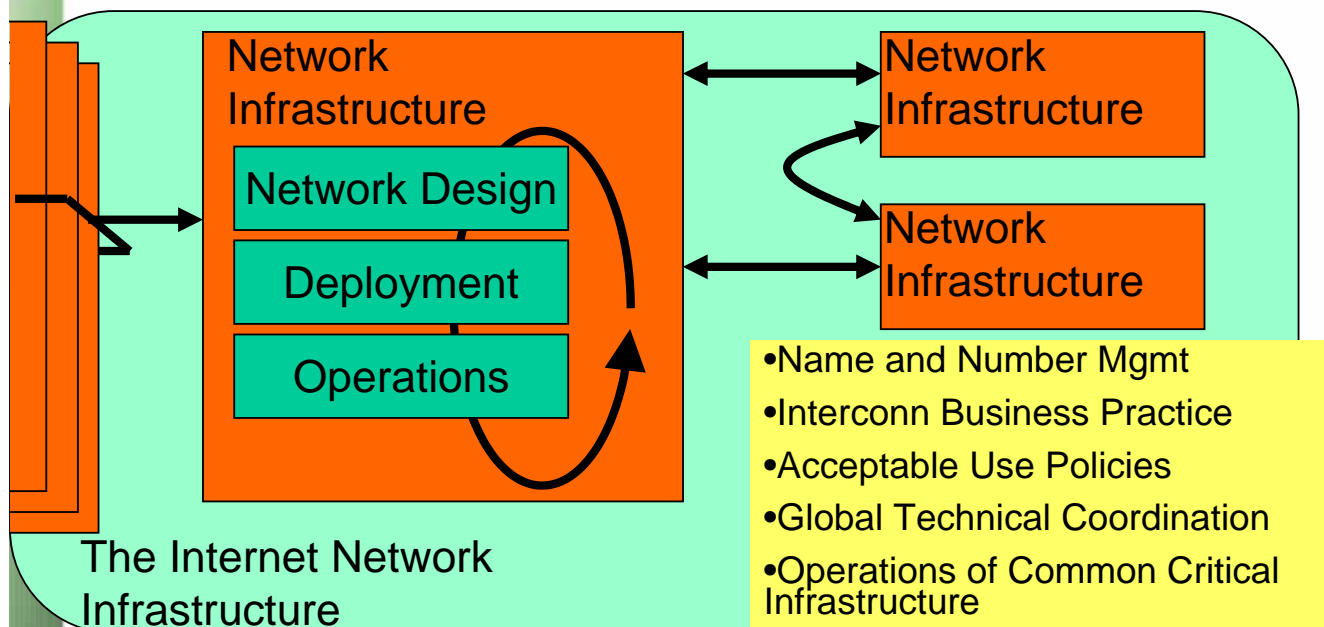 Network
Infrastructure
Network Design
Deployment
Operations
Network
Infrastructure
Network
Infrastructure
•Name and Number Mgmt
•Interconn Business Practice
•Acceptable Use Policies
•Global Technical Coordination
•Operations of Common Critical
Infrastructure
The Internet Network
Infrastructure